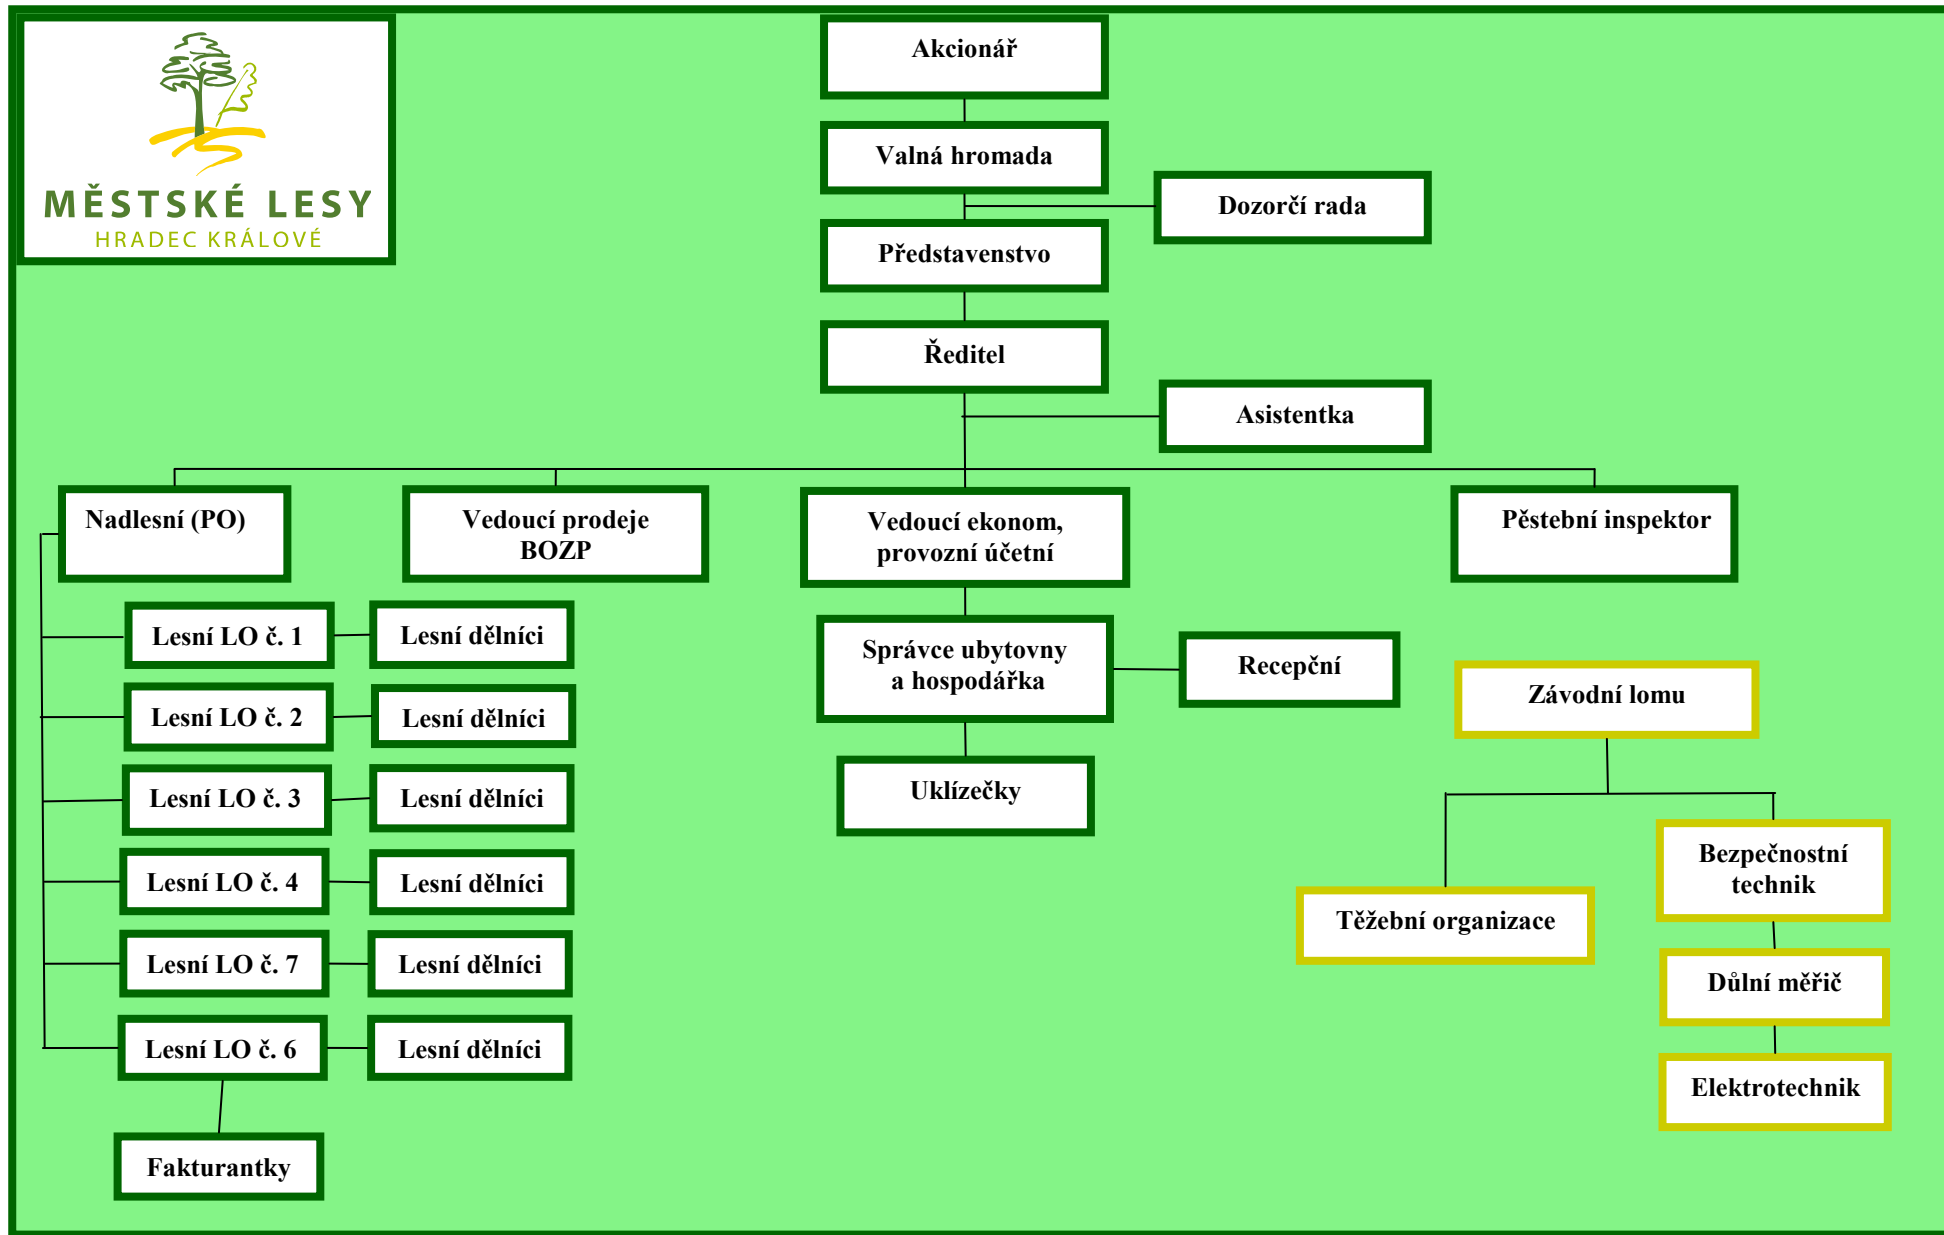 MĚSTSKÉ LESY
HRADEC KRÁLOVÉ
Akcionář
Valná hromada
Dozorčí rada
Představenstvo
Ředitel
Asistentka
Nadlesní (PO)
Vedoucí prodeje
BOZP
Vedoucí ekonom,
provozní účetní
Pěstební inspektor
Lesní LO č. 1
Lesní dělníci
Lesní LO č. 2
Lesní dělníci
Lesní LO č. 3
Lesní dělníci
Lesní LO č. 4
Lesní dělníci
Lesní LO č. 7
Lesní dělníci
Lesní LO č. 6
Lesní dělníci
Fakturantky
Správce ubytovny
a hospodářka
Recepční
Uklízečky
Závodní lomu
Těžební organizace
Bezpečnostní
technik
Důlní měřič
Elektrotechnik